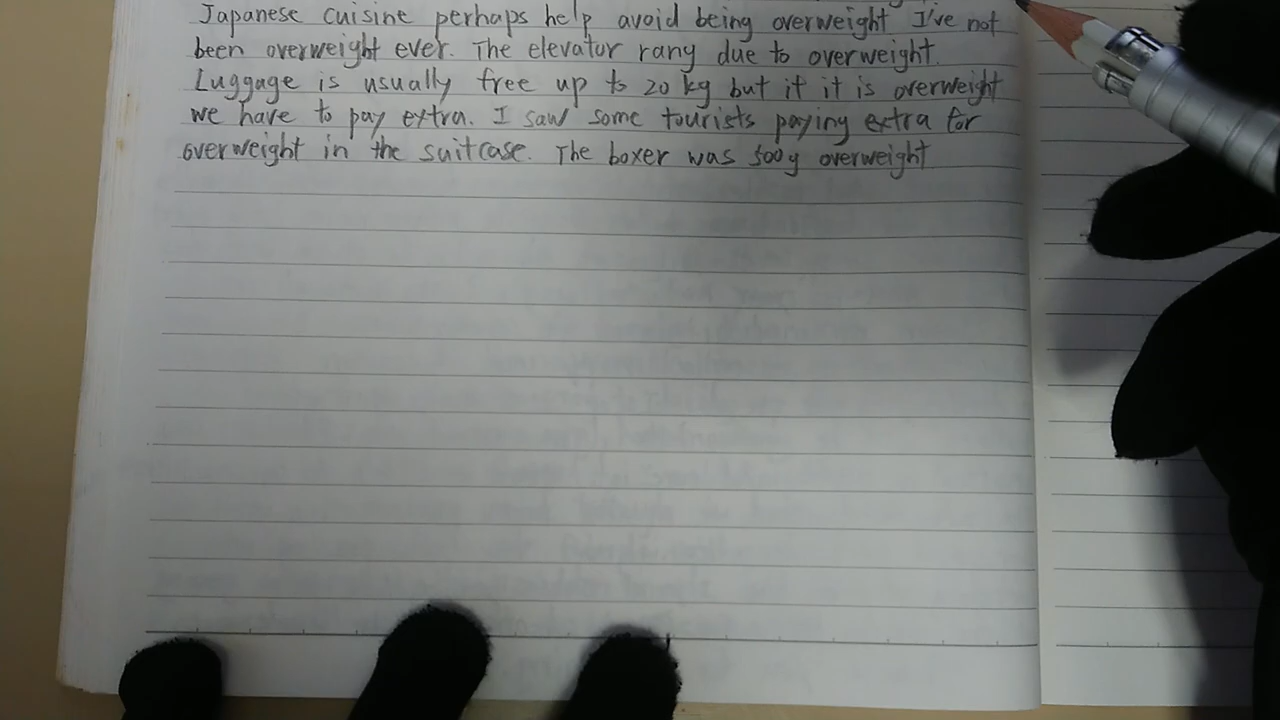 Japanese cuisine perhaps help avoid being overweight I've not
been overweight ever. The elevator rang due to overweight.
Luggage is usually free up to 20 kg but if it is overweight
we have to pay extra. I saw some tourists paying extra for
overweight in the suitcase. The boxer was 500g overweight